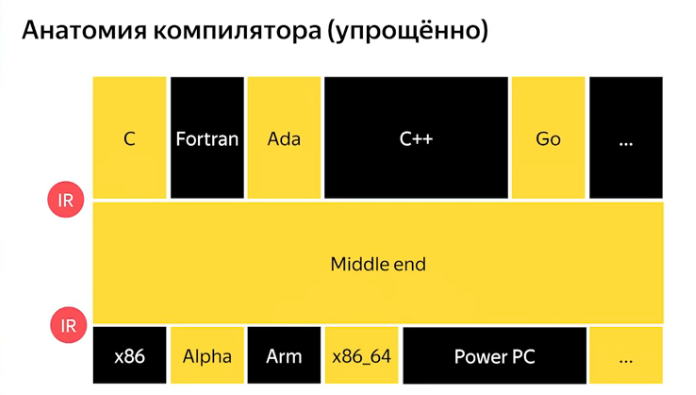 Анатомия компилятора (упрощённо)
C
Fortran
Ada
C++
Go
...
IR
Middle end
IR
x86
Alpha
Arm
x86_64
Power PC
...